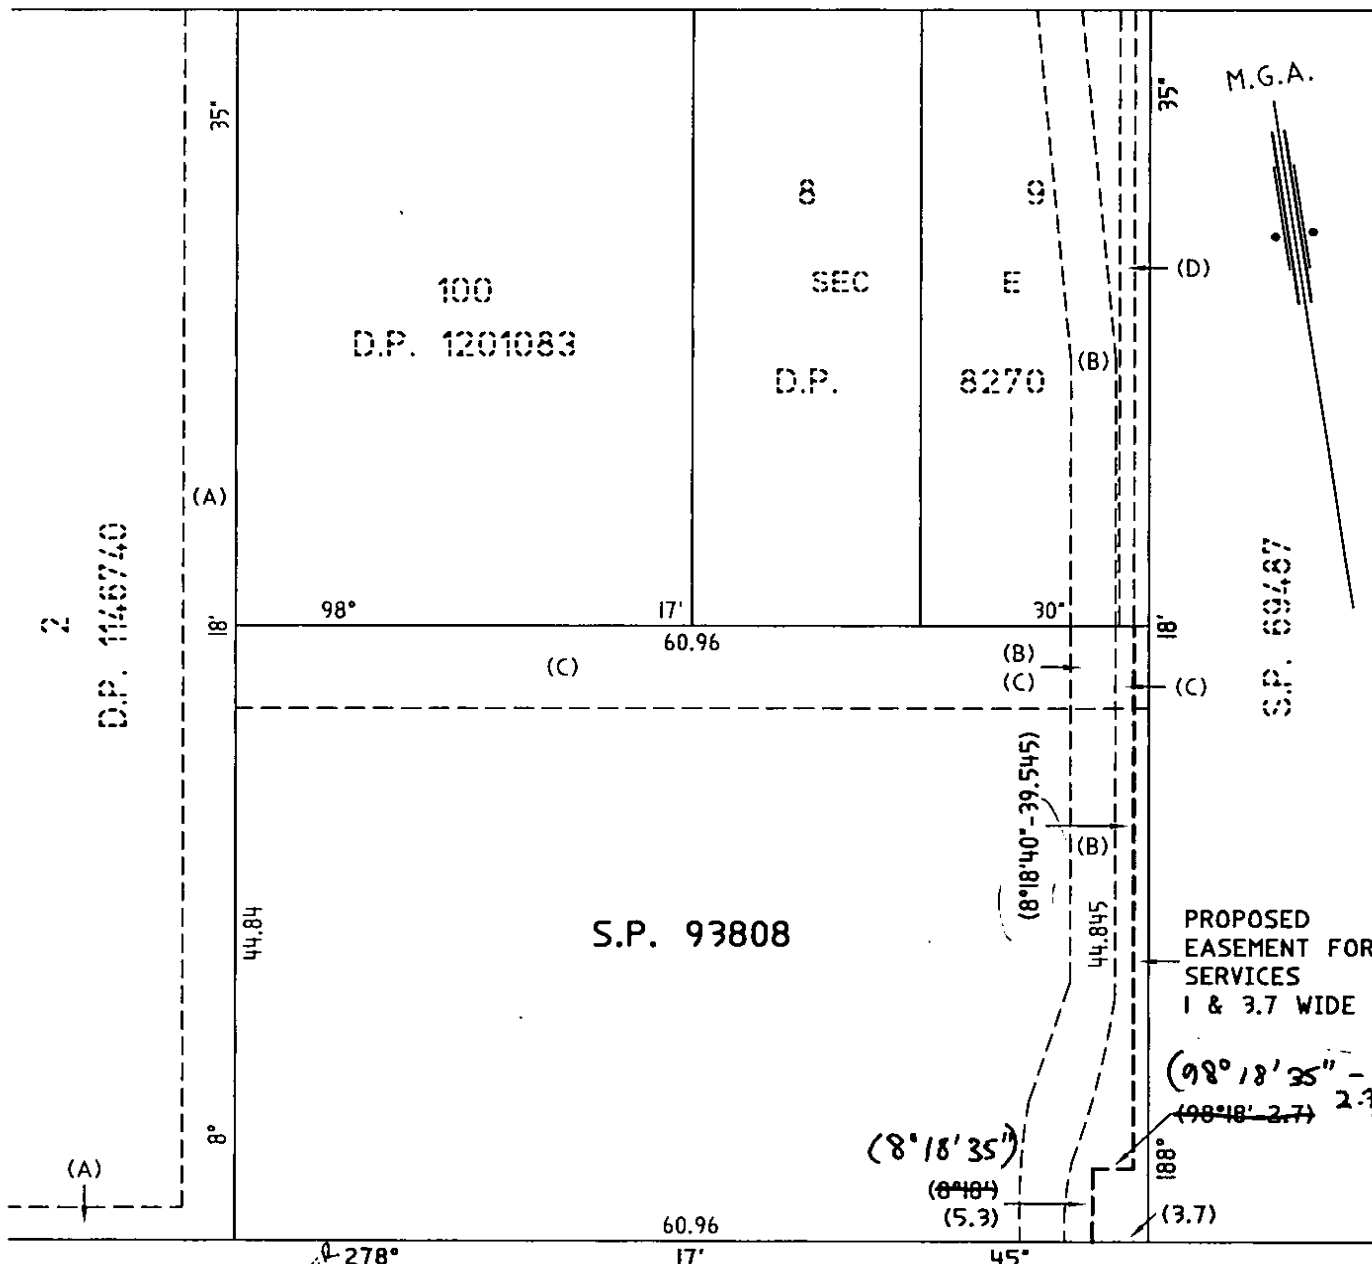 M.G.A.
35"
35"
8
9
(D)
100
SEC
E
D.P. 1201083
(B)
D.P.
8270
(A)
2
D.P. 1146740
S.P. 69487
98°
17'
30"
18'
18'
60.96
(C)
(B)
(C)
(C)
(8°18'40"-39.545)
(B)
44.84
44.845
S.P. 93808
PROPOSED
EASEMENT FOR
SERVICES
1 & 3.7 WIDE
(98°18'35" -
2.7
(98°18'-2.7)
(8°18'35")
8°
188°
(A)
(8°18')
(5.3)
(3.7)
60.96
278°
17'
45"